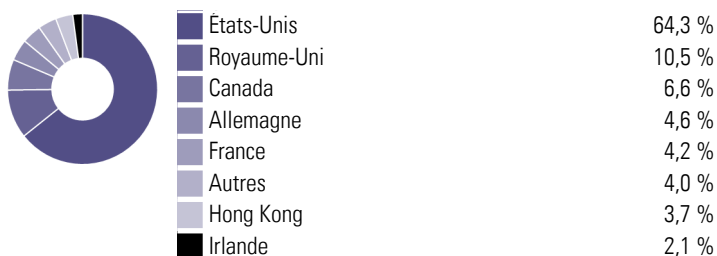 États-Unis 64,3 %
Royaume-Uni 10,5 %
Canada 6,6 %
Allemagne 4,6 %
France 4,2 %
Autres 4,0 %
Hong Kong 3,7 %
Irlande 2,1 %